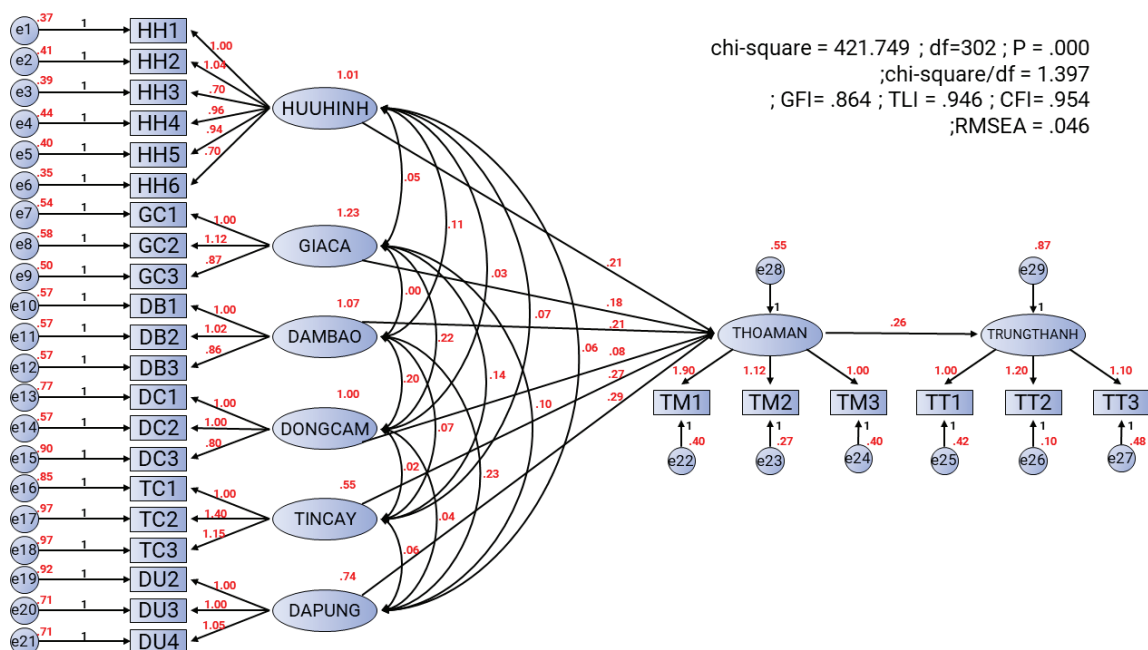 chi-square = 421.749 ; df=302 ; P = .000
;chi-square/df = 1.397
; GFI= .864 ; TLI = .946 ; CFI= .954
;RMSEA = .046
e1 .37 1 HH1 1.00
e2 .41 1 HH2 1.04
e3 .39 1 HH3 .70
e4 .44 1 HH4 .96
e5 .40 1 HH5 .94
e6 .35 1 HH6 .70
1.01
HUUHINH
e7 .54 1 GC1 1.00
e8 .58 1 GC2 1.12
e9 .50 1 GC3 .87
1.23
GIACA
e10 .57 1 DB1 1.00
e11 .57 1 DB2 1.02
e12 .57 1 DB3 .86
1.07
DAMBAO
e13 .77 1 DC1 1.00
e14 .57 1 DC2 1.00
e15 .90 1 DC3 .80
1.00
DONGCAM
e16 .85 1 TC1 1.00
e17 .97 1 TC2 1.40
e18 .97 1 TC3 1.15
.55
TINCAY
e19 .92 1 DU2 1.00
e20 .71 1 DU3 1.00
e21 .71 1 DU4 1.05
.74
DAPUNG
.05
.11
.03
.07
.06
.00
.22
.14
.10
.20
.07
.23
.02
.04
.06
.21
.18
.21
.08
.27
.29
.55
e28
1
THOAMAN
.26
.87
e29
1
TRUNGTHANH
1.90 1.12 1.00
TM1 TM2 TM3
1 1 1
.40 .27 .40
e22 e23 e24
1.00 1.20 1.10
TT1 TT2 TT3
1 1 1
.42 .10 .48
e25 e26 e27